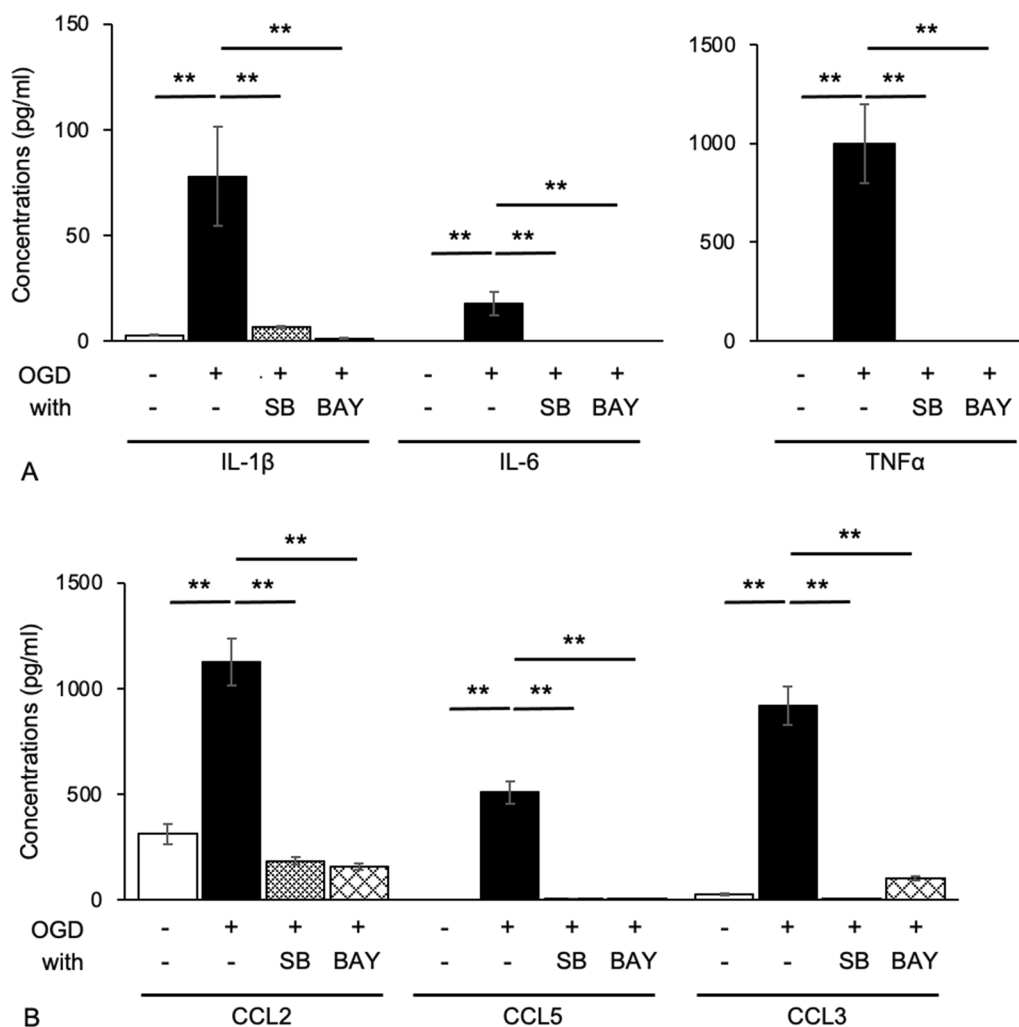 150
100
50
0
Concentrations (pg/ml)
** ** **
** ** **
OGD - + . + + - + + +
with - - SB BAY - - SB BAY
IL-1β IL-6
1500
1000
500
0
** ** **
- + + +
- - SB BAY
TNFα
A
1500
1000
500
0
Concentrations (pg/ml)
** ** **
** ** **
** ** **
OGD - + + + - + + + - + + +
with - - SB BAY - - SB BAY - - SB BAY
CCL2 CCL5 CCL3
B